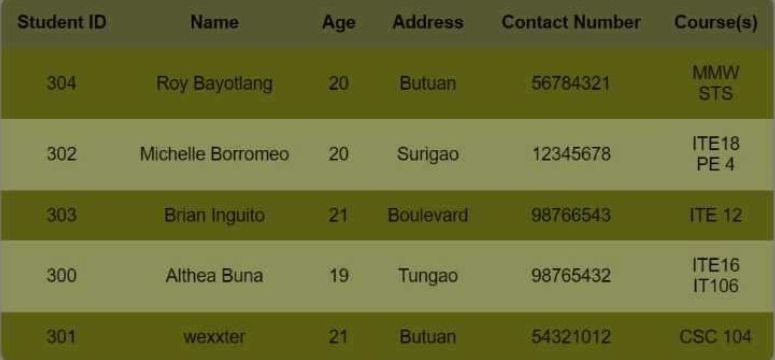 Student ID Name Age Address Contact Number Course(s)
304 Roy Bayotlang 20 Butuan 56784321 MMW
STS
302 Michelle Borromeo 20 Surigao 12345678 ITE18
PE 4
303 Brian Inguito 21 Boulevard 98766543 ITE 12
300 Althea Buna 19 Tungao 98765432 ITE16
IT106
301 wexxter 21 Butuan 54321012 CSC 104